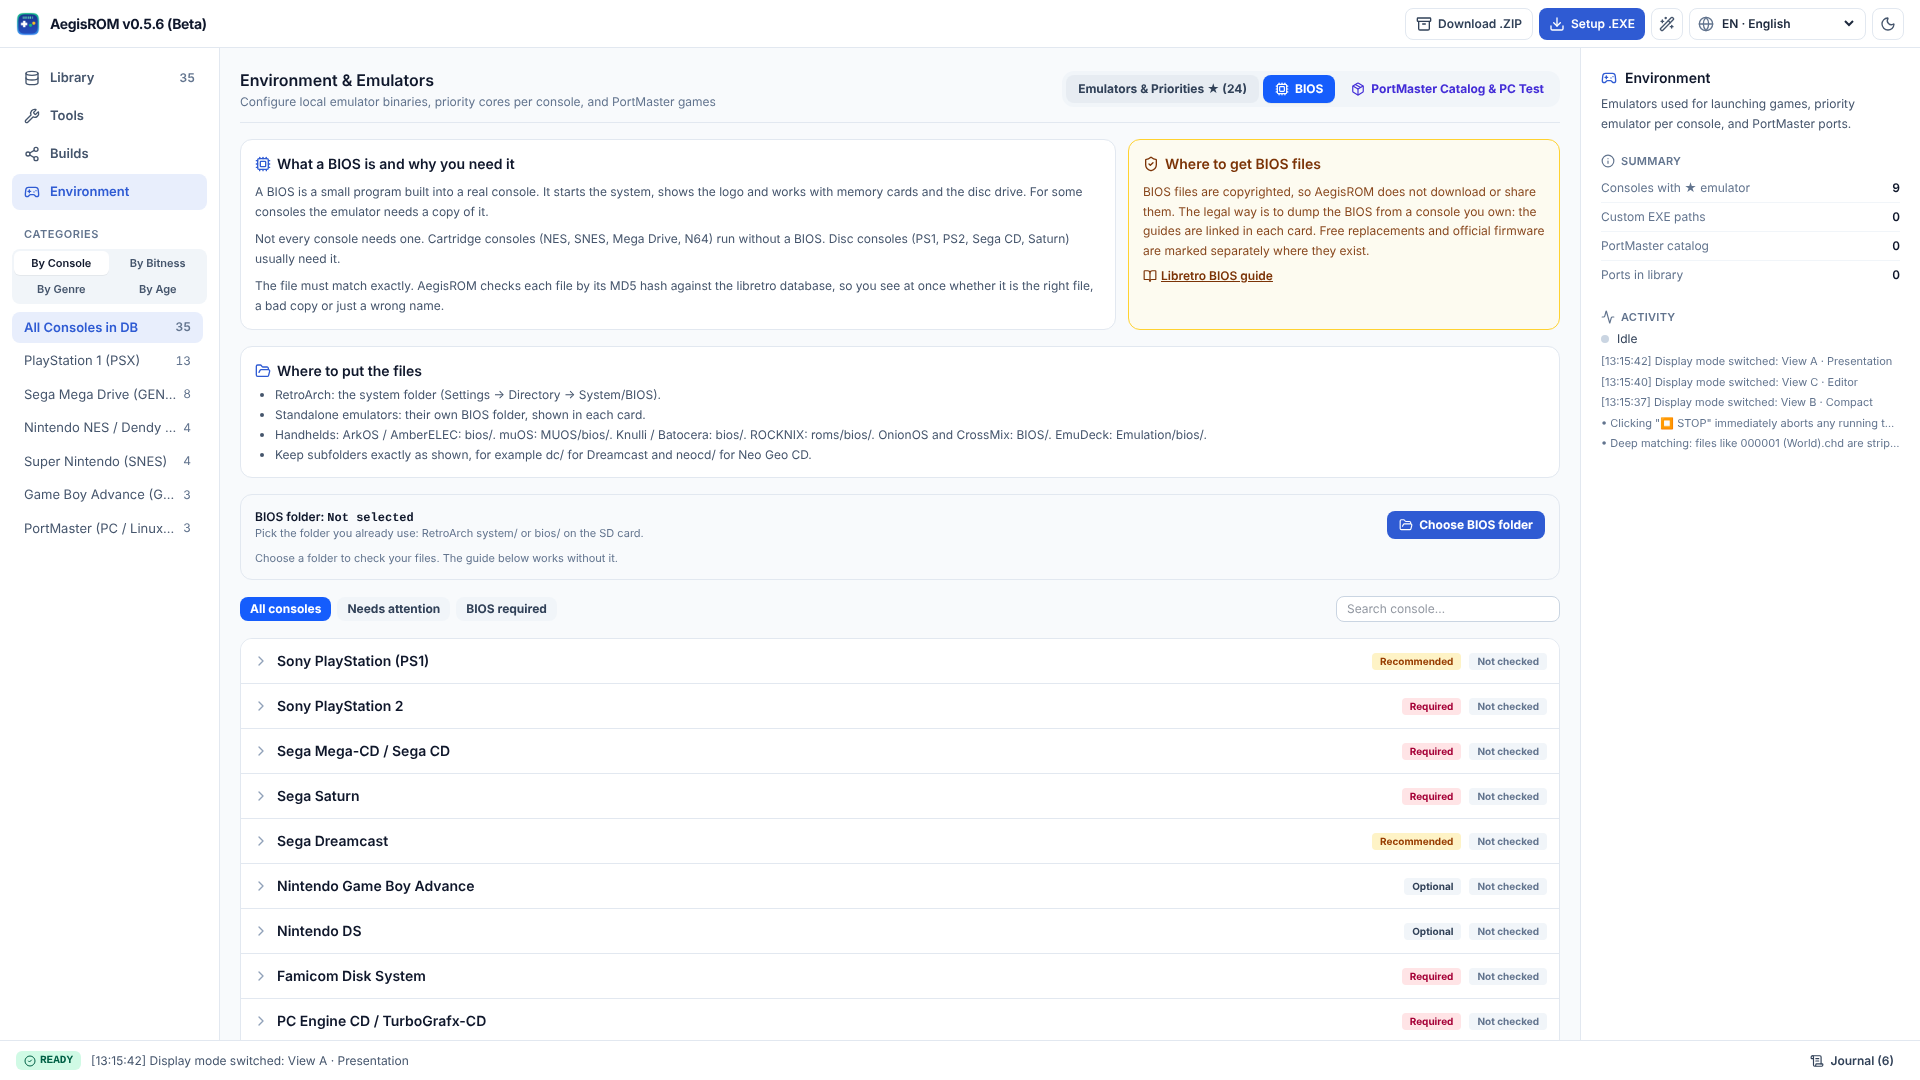 AegisROM v0.5.6 (Beta)
Download .ZIP
Setup .EXE
EN · English
Library 35
Tools
Builds
Environment
CATEGORIES
By Console By Bitness
By Genre By Age
All Consoles in DB 35
PlayStation 1 (PSX) 13
Sega Mega Drive (GEN... 8
Nintendo NES / Dendy ... 4
Super Nintendo (SNES) 4
Game Boy Advance (G... 3
PortMaster (PC / Linux... 3
Environment & Emulators
Configure local emulator binaries, priority cores per console, and PortMaster games
Emulators & Priorities ★ (24)
BIOS
PortMaster Catalog & PC Test
What a BIOS is and why you need it
A BIOS is a small program built into a real console. It starts the system, shows the logo and works with memory cards and the disc drive. For some
consoles the emulator needs a copy of it.
Not every console needs one. Cartridge consoles (NES, SNES, Mega Drive, N64) run without a BIOS. Disc consoles (PS1, PS2, Sega CD, Saturn)
usually need it.
The file must match exactly. AegisROM checks each file by its MD5 hash against the libretro database, so you see at once whether it is the right file,
a bad copy or just a wrong name.
Where to get BIOS files
BIOS files are copyrighted, so AegisROM does not download or share
them. The legal way is to dump the BIOS from a console you own: the
guides are linked in each card. Free replacements and official firmware
are marked separately where they exist.
Libretro BIOS guide
Where to put the files
• RetroArch: the system folder (Settings → Directory → System/BIOS).
• Standalone emulators: their own BIOS folder, shown in each card.
• Handhelds: ArkOS / AmberELEC: bios/. muOS: MUOS/bios/. Knulli / Batocera: bios/. ROCKNIX: roms/bios/. OnionOS and CrossMix: BIOS/. EmuDeck: Emulation/bios/.
• Keep subfolders exactly as shown, for example dc/ for Dreamcast and neocd/ for Neo Geo CD.
BIOS folder: Not selected
Pick the folder you already use: RetroArch system/ or bios/ on the SD card.
Choose a folder to check your files. The guide below works without it.
Choose BIOS folder
All consoles
Needs attention
BIOS required
Search console...
Sony PlayStation (PS1) Recommended Not checked
Sony PlayStation 2 Required Not checked
Sega Mega-CD / Sega CD Required Not checked
Sega Saturn Required Not checked
Sega Dreamcast Recommended Not checked
Nintendo Game Boy Advance Optional Not checked
Nintendo DS Optional Not checked
Famicom Disk System Required Not checked
PC Engine CD / TurboGrafx-CD Required Not checked
Environment
Emulators used for launching games, priority
emulator per console, and PortMaster ports.
SUMMARY
Consoles with ★ emulator 9
Custom EXE paths 0
PortMaster catalog 0
Ports in library 0
ACTIVITY
Idle
[13:15:42] Display mode switched: View A · Presentation
[13:15:40] Display mode switched: View C · Editor
[13:15:37] Display mode switched: View B · Compact
• Clicking "⏹ STOP" immediately aborts any running t...
• Deep matching: files like 000001 (World).chd are strip...
READY
[13:15:42] Display mode switched: View A · Presentation
Journal (6)